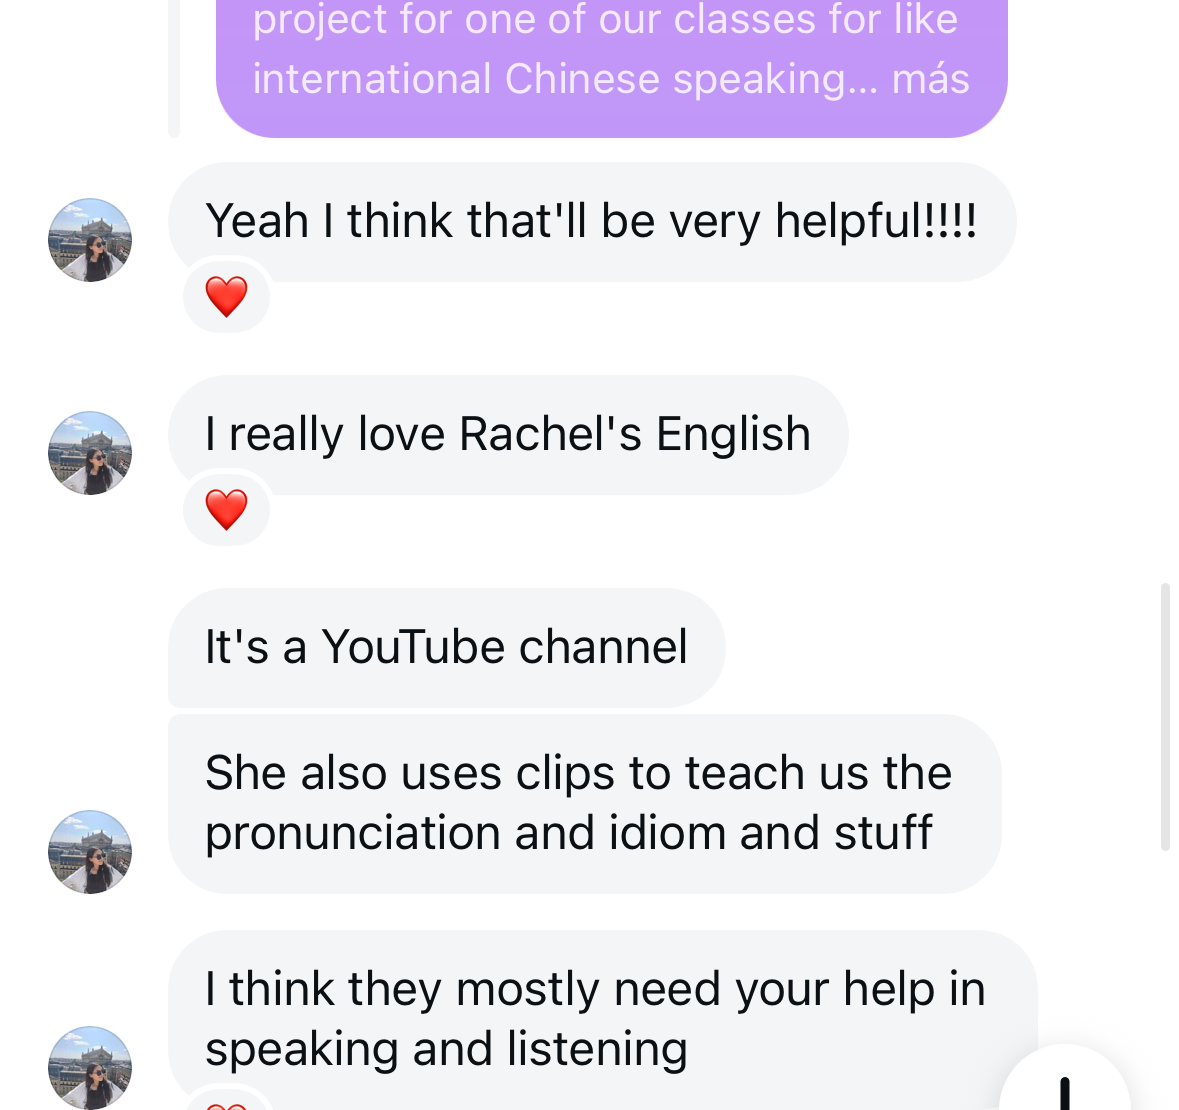 project for one of our classes for like
international Chinese speaking... más
Yeah I think that'll be very helpful!!!!
I really love Rachel's English
It's a YouTube channel
She also uses clips to teach us the
pronunciation and idiom and stuff
I think they mostly need your help in
speaking and listening